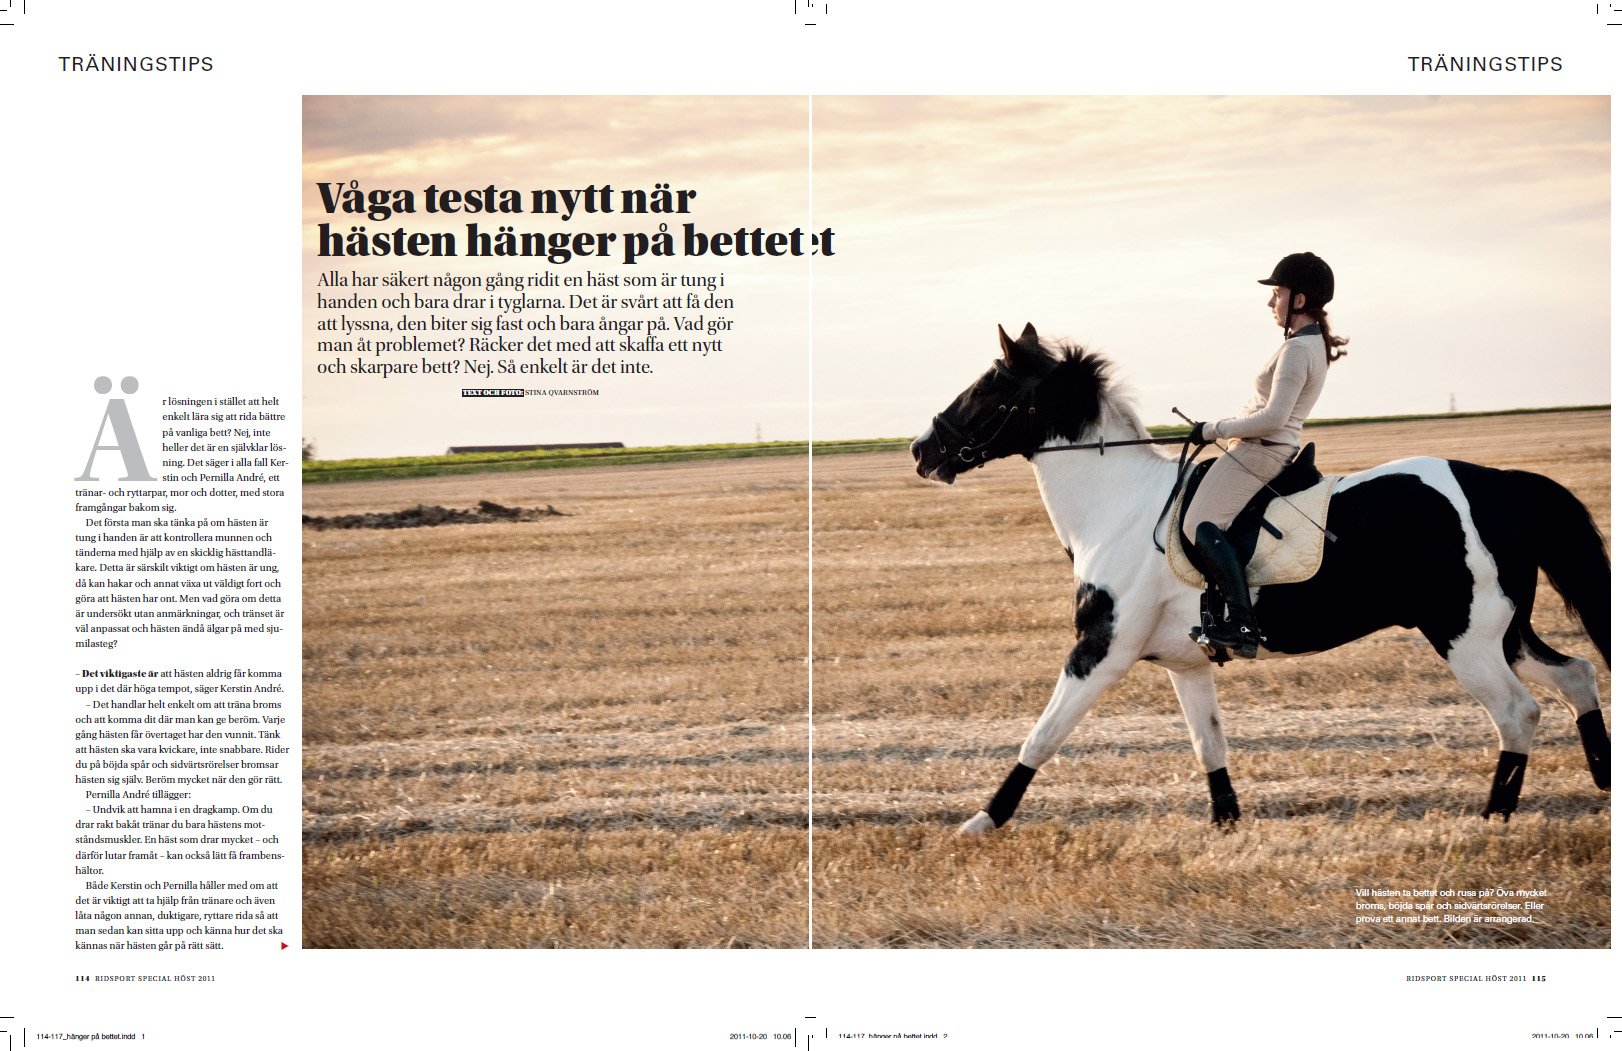 TRÄNINGSTIPS
TRÄNINGSTIPS
Våga testa nytt när
hästen hänger på bettet et
Alla har säkert någon gång ridit en häst som är tung i
handen och bara drar i tyglarna. Det är svårt att få den
att lyssna, den biter sig fast och bara ångar på. Vad gör
man åt problemet? Räcker det med att skaffa ett nytt
och skarpare bett? Nej. Så enkelt är det inte.
TEXT OCH FOTO: STINA QVARNSTRÖM
Är lösningen i stället att helt
enkelt lära sig att rida bättre
på vanliga bett? Nej, inte
heller det är en självklar lös-
ning. Det säger i alla fall Ker-
stin och Pernilla André, ett
tränar- och ryttarpar, mor och dotter, med stora
framgångar bakom sig.
Det första man ska tänka på om hästen är
tung i handen är att kontrollera munnen och
tänderna med hjälp av en skicklig hästtandlä-
kare. Detta är särskilt viktigt om hästen är ung,
då kan hakar och annat växa ut väldigt fort och
göra att hästen har ont. Men vad göra om detta
är undersökt utan anmärkningar, och tränset är
väl anpassat och hästen ändå älgar på med sju-
milasteg?
– Det viktigaste är att hästen aldrig får komma
upp i det där höga tempot, säger Kerstin André.
– Det handlar helt enkelt om att träna broms
och att komma dit där man kan ge beröm. Varje
gång hästen får övertaget har den vunnit. Tänk
att hästen ska vara kvickare, inte snabbare. Rider
du på böjda spår och sidvärtsrörelser bromsar
hästen sig själv. Beröm mycket när den gör rätt.
Pernilla André tillägger:
– Undvik att hamna i en dragkamp. Om du
drar rakt bakåt tränar du bara hästens mot-
ståndsmuskler. En häst som drar mycket – och
därför lutar framåt – kan också lätt få frambens-
hältor.
Både Kerstin och Pernilla håller med om att
det är viktigt att ta hjälp från tränare och även
låta någon annan, duktigare, ryttare rida så att
man sedan kan sitta upp och känna hur det ska
kännas när hästen går på rätt sätt.
Vill hästen ta bettet och rusa på? Öva mycket
broms, böjda spår och sidvärtsrörelser. Eller
prova ett annat bett. Bilden är arrangerad.
114 RIDSPORT SPECIAL HÖST 2011
RIDSPORT SPECIAL HÖST 2011 115
114-117_hänger på bettet.indd 1
2011-10-20 10.06
114-117_hänger på bettet.indd 2
2011-10-20 10.06